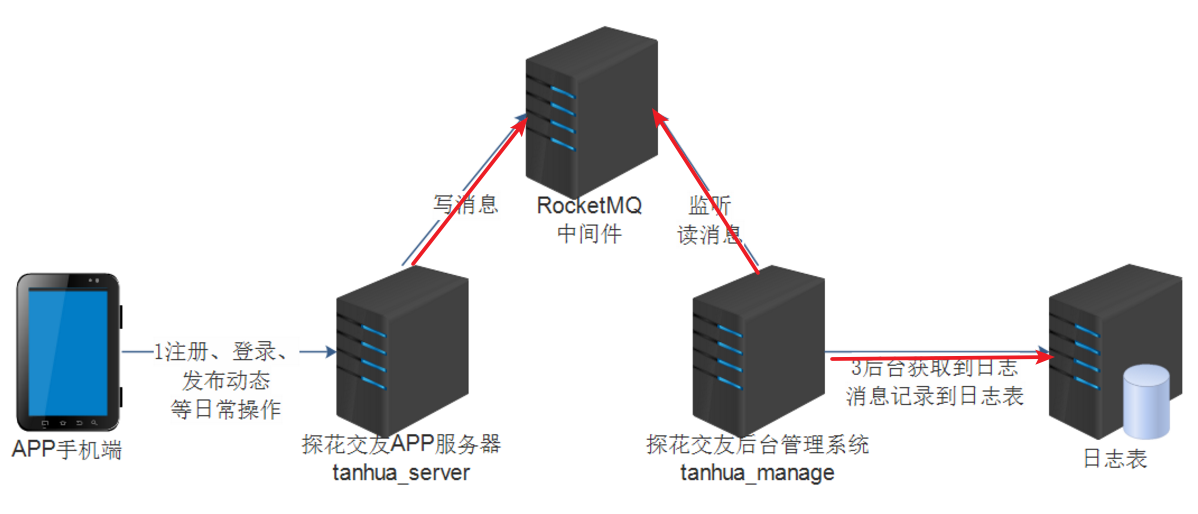 写消息
RocketMQ
中间件
监听
读消息
1注册、登录、
发布动态
等日常操作
3后台获取到日志
消息记录到日志表
APP手机端
探花交友APP服务器
tanhua_server
探花交友后台管理系统
tanhua_manage
日志表